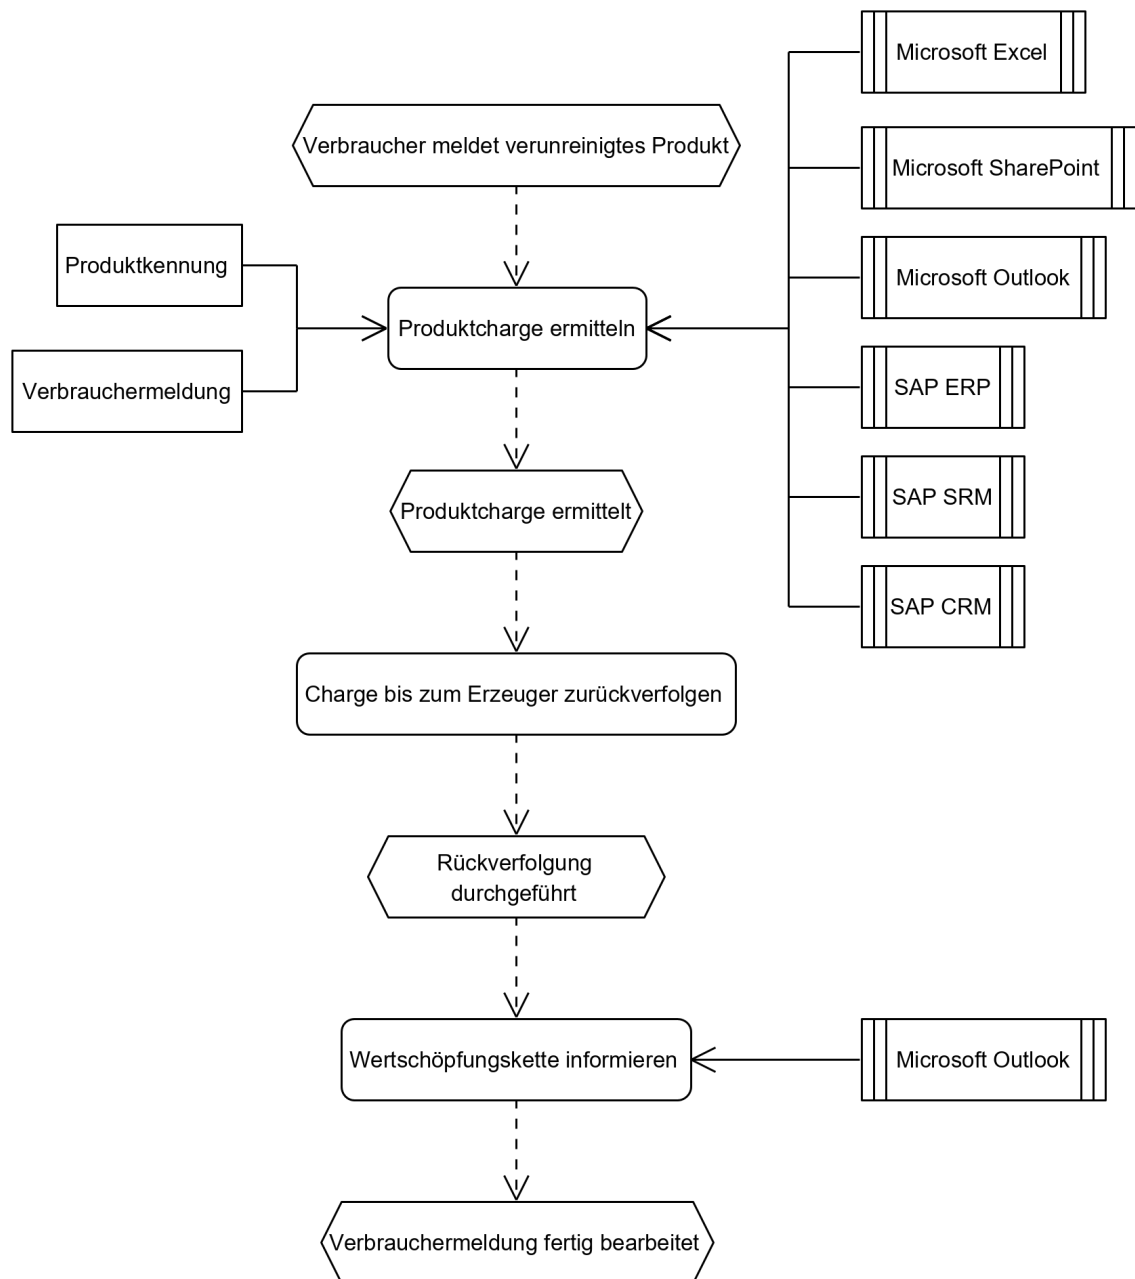 Microsoft Excel
Verbraucher meldet verunreinigtes Produkt
Microsoft SharePoint
Produktkennung
Microsoft Outlook
Produktcharge ermitteln
Verbrauchermeldung
SAP ERP
SAP SRM
Produktcharge ermittelt
SAP CRM
Charge bis zum Erzeuger zurückverfolgen
Rückverfolgung
durchgeführt
Wertschöpfungskette informieren
Microsoft Outlook
Verbrauchermeldung fertig bearbeitet